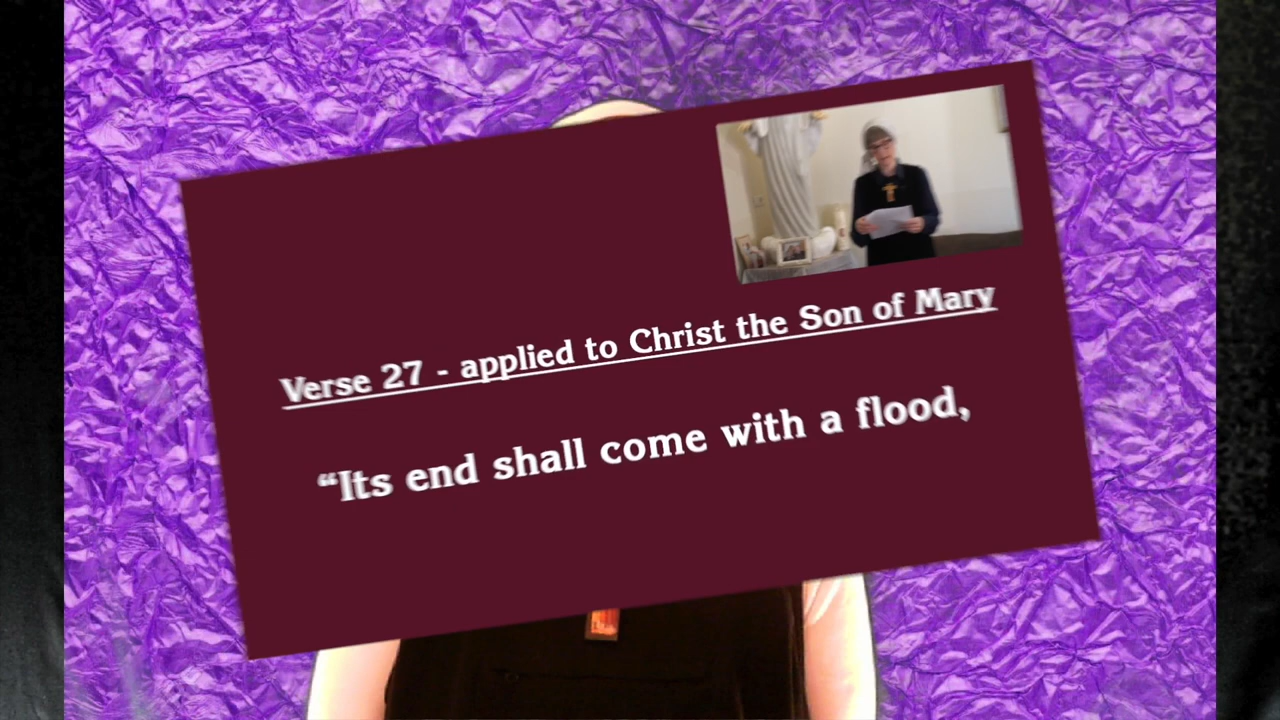 Verse 27 - applied to Christ the Son of Mary
“Its end shall come with a flood,